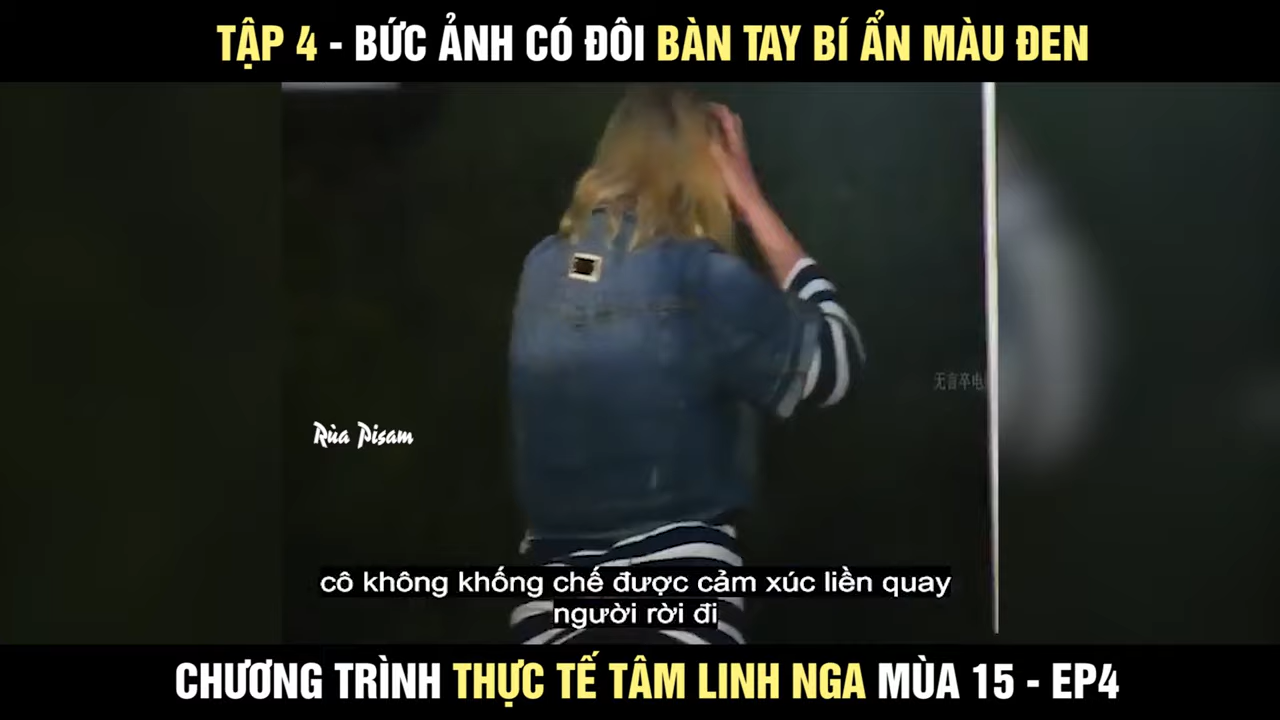 TẬP 4 - BỨC ẢNH CÓ ĐÔI BÀN TAY BÍ ẨN MÀU ĐEN
无言卒电
Rùa Pisam
cô không khống chế được cảm xúc liền quay
người rời đi
CHƯƠNG TRÌNH THỰC TẾ TÂM LINH NGA MÙA 15 - EP4